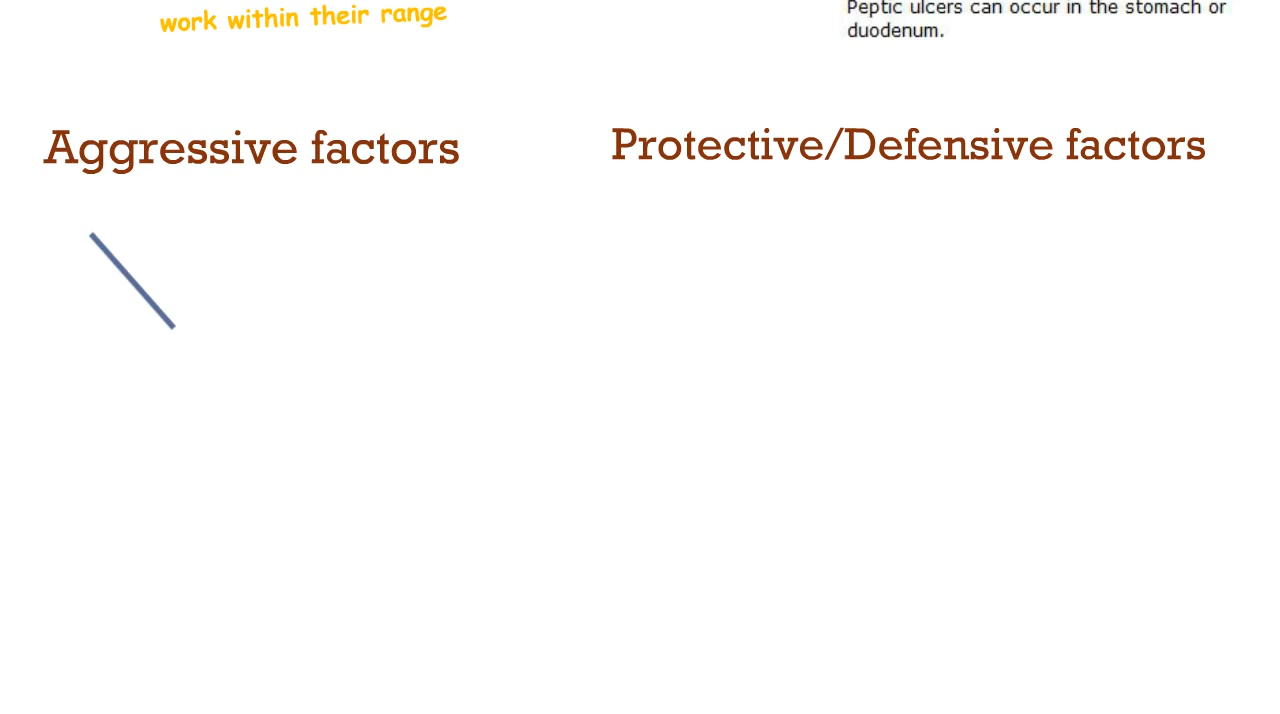 work within their range
Peptic ulcers can occur in the stomach or
duodenum.
Aggressive factors
Protective/Defensive factors